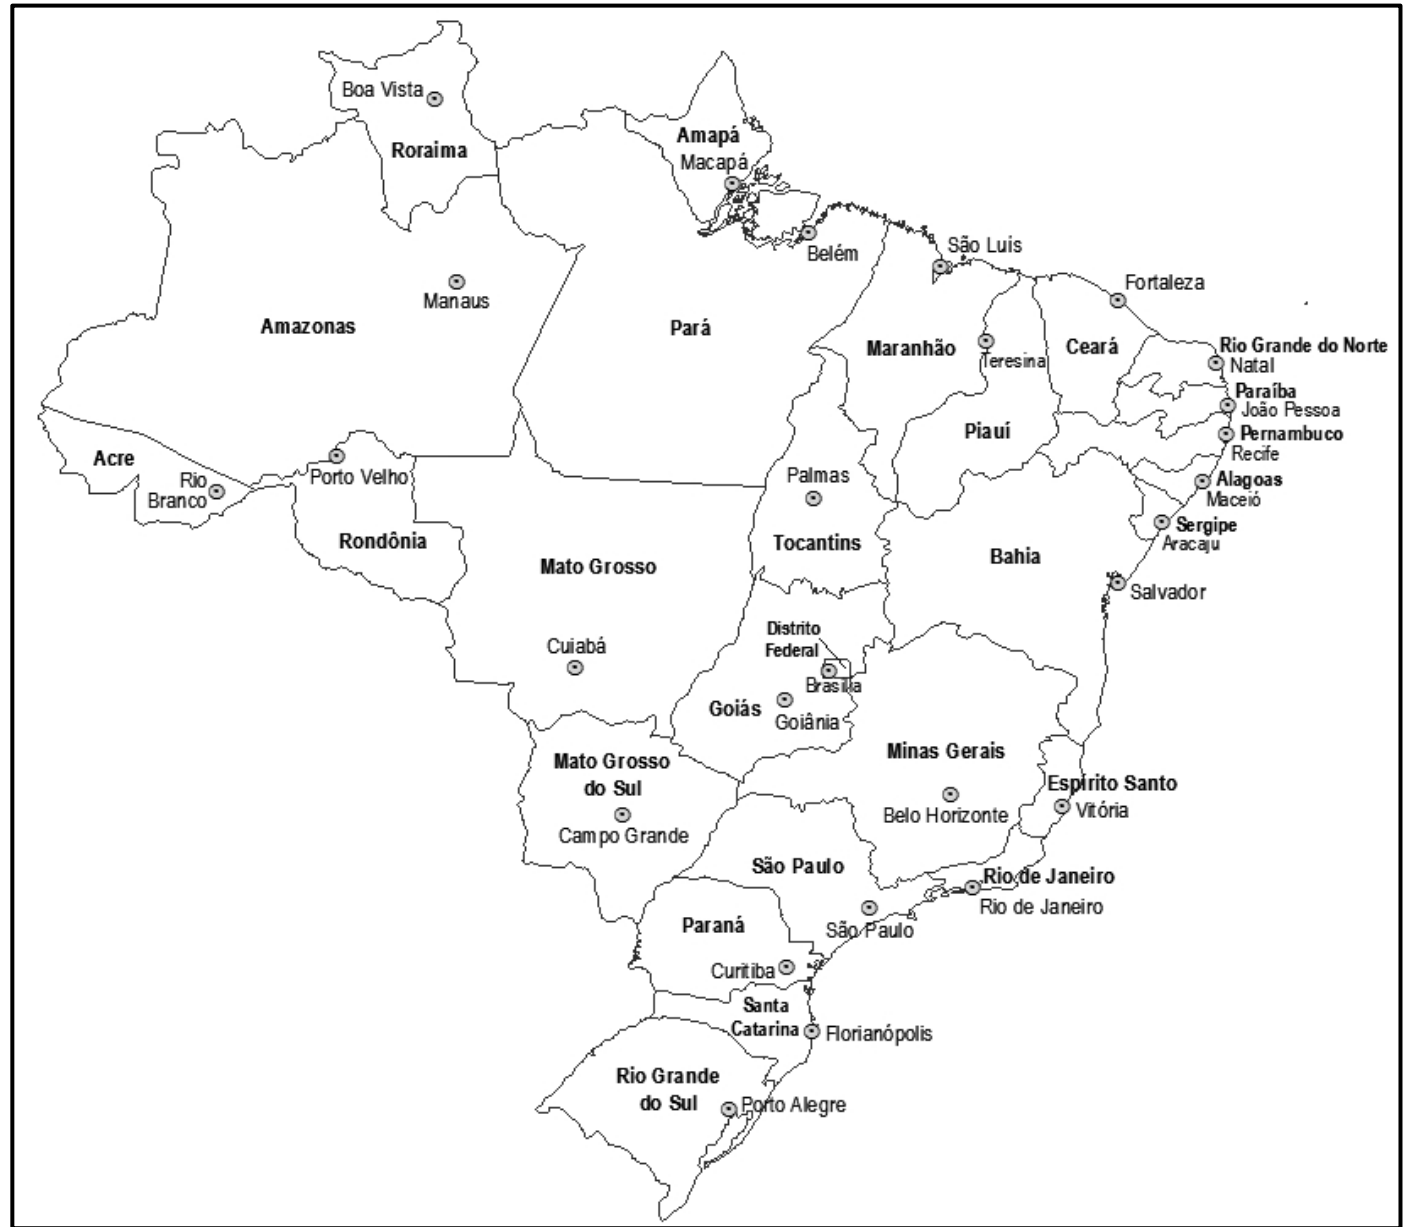 Boa Vista
Roraima
Amapá
Macapá
Belém
São Luís
Fortaleza
Manaus
Amazonas
Pará
Maranhão
Teresina
Ceará
Rio Grande do Norte
Natal
Paraíba
João Pessoa
Pernambuco
Recife
Piauí
Acre
Rio
Branco
Porto Velho
Palmas
Alagoas
Maceió
Sergipe
Aracaju
Rondônia
Tocantins
Bahia
Mato Grosso
Salvador
Cuiabá
Distrito
Federal
Brasília
Goiás
Goiânia
Minas Gerais
Mato Grosso
do Sul
Campo Grande
Belo Horizonte
Espírito Santo
Vitória
São Paulo
São Paulo
Rio de Janeiro
Rio de Janeiro
Paraná
Curitiba
Santa
Catarina
Florianópolis
Rio Grande
do Sul
Porto Alegre